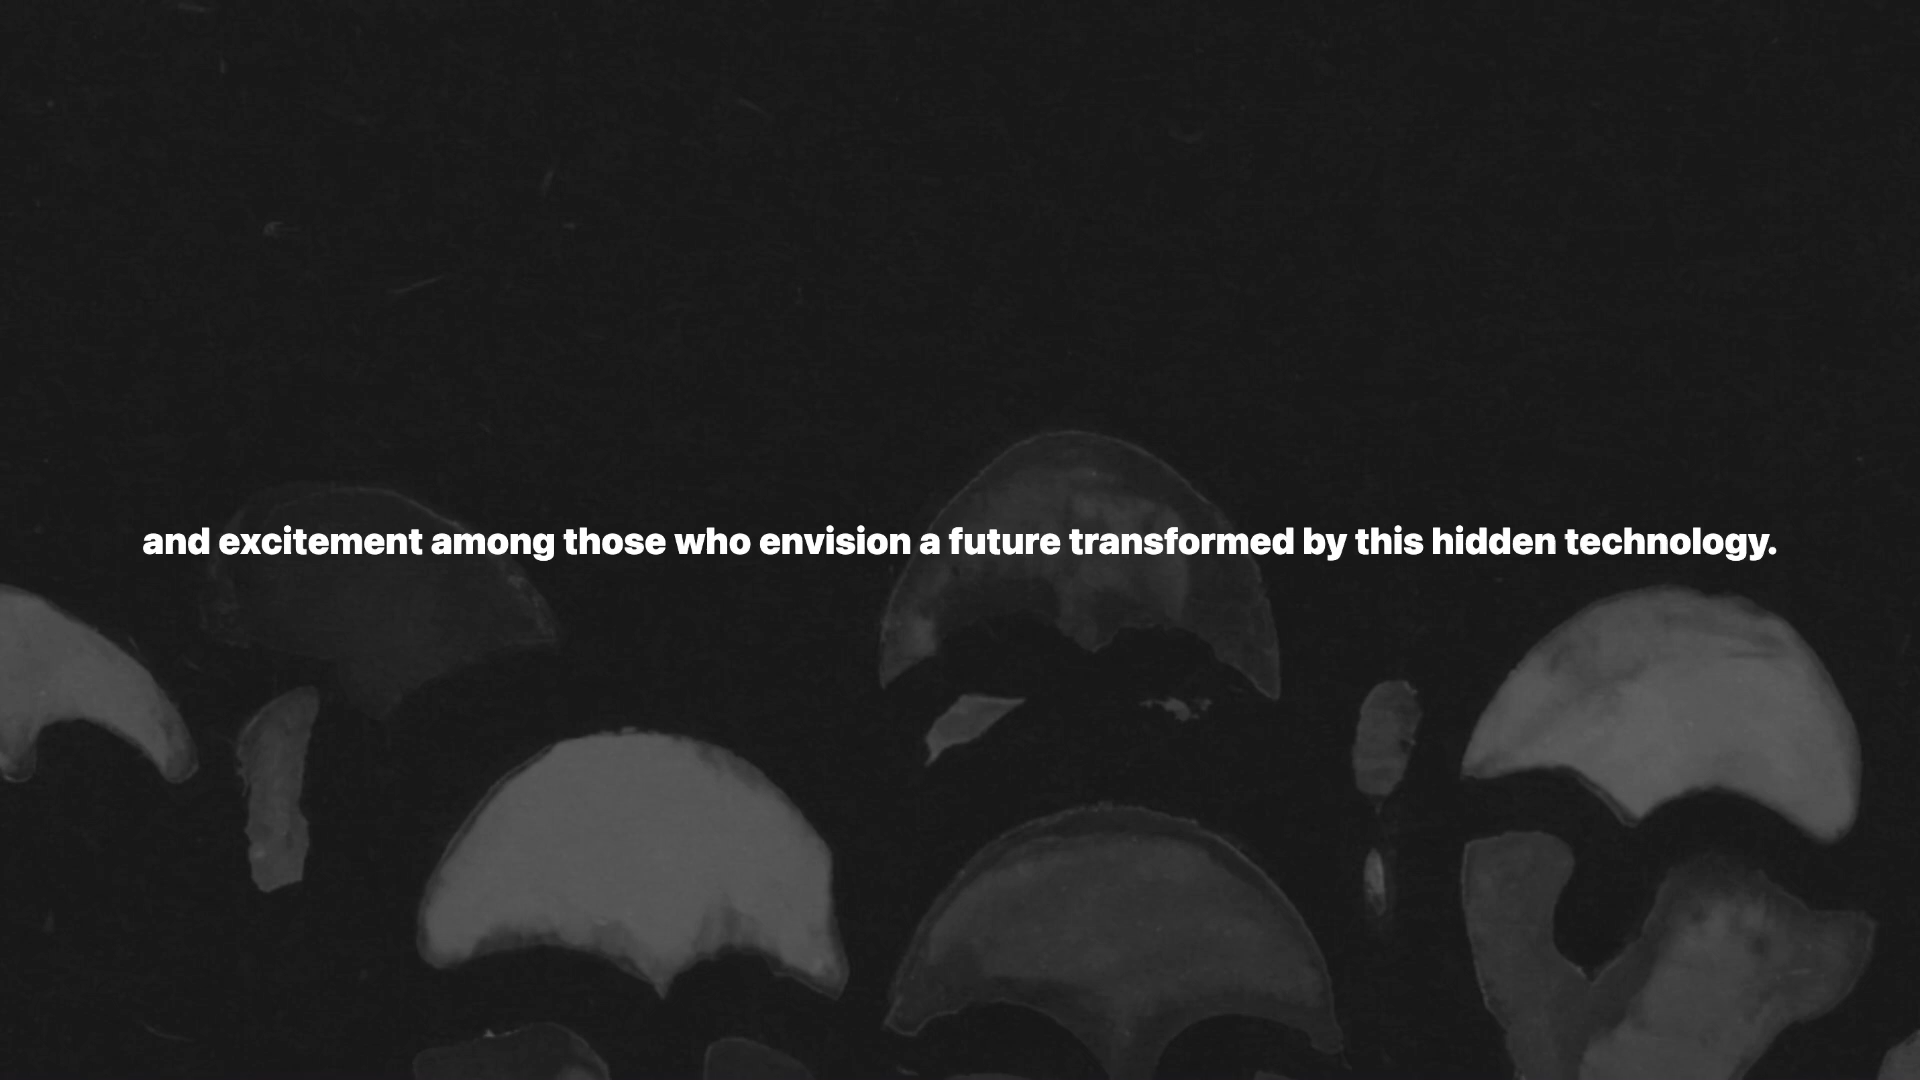 and excitement among those who envision a future transformed by this hidden technology.